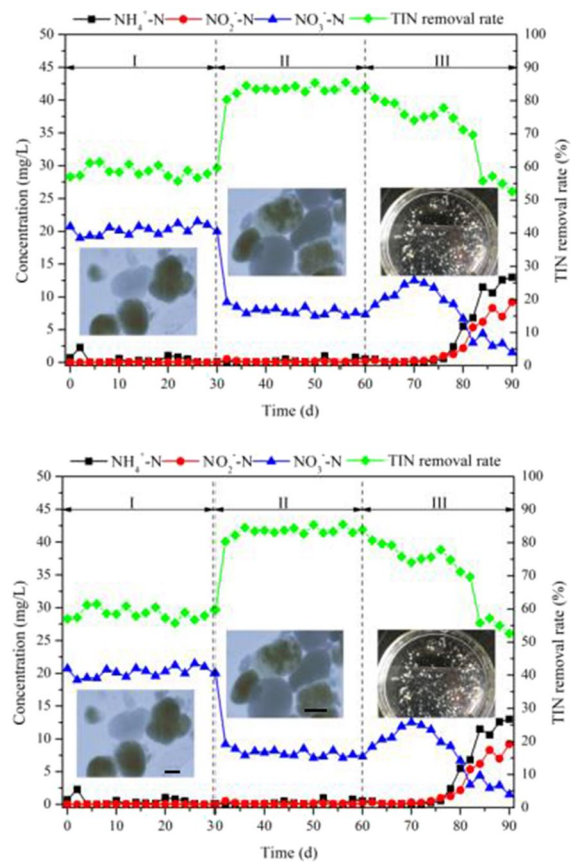 NH₄⁺-N NO₂⁻-N NO₃⁻-N TIN removal rate
50 100
45 I II III 90
40 80
35 70
30 60
25 50
20 40
15 30
10 20
5 10
0 0
0 10 20 30 40 50 60 70 80 90
Concentration (mg/L)
TIN removal rate (%)
Time (d)
NH₄⁺-N NO₂⁻-N NO₃⁻-N TIN removal rate
50 100
45 I II III 90
40 80
35 70
30 60
25 50
20 40
15 30
10 20
5 10
0 0
0 10 20 30 40 50 60 70 80 90
Concentration (mg/L)
TIN removal rate (%)
Time (d)